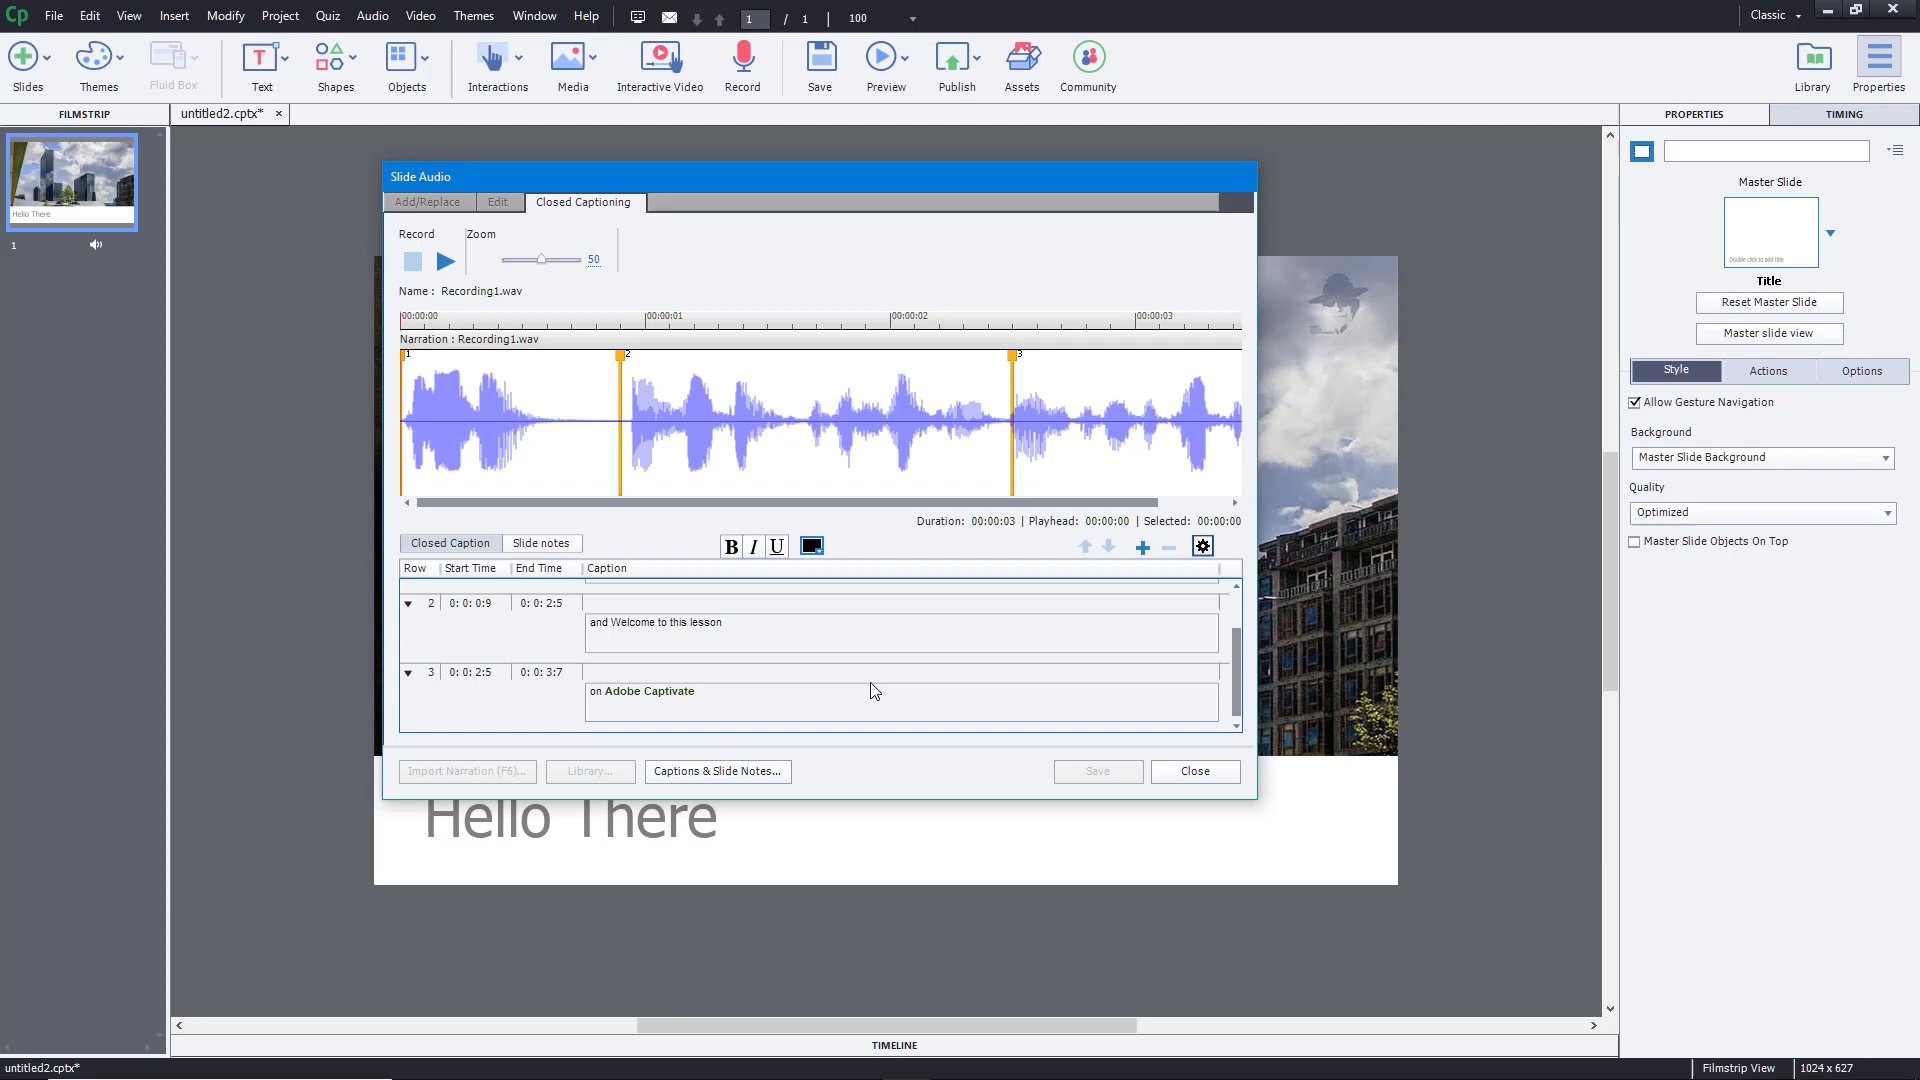 Cp File Edit View Insert Modify Project Quiz Audio Video Themes Window Help 1 / 1 | 100 Classic
Slides Themes Fluid Box Text Shapes Objects Interactions Media Interactive Video Record Save Preview Publish Assets Community Library Properties
FILMSTRIP untitled2.cptx* × PROPERTIES TIMING
Hello There
1
Slide Audio
Add/Replace Edit Closed Captioning
Record Zoom
50
Name : Recording1.wav
00:00:00 00:00:01 00:00:02 00:00:03
Narration : Recording1.wav
1 2 3
Duration: 00:00:03 | Playhead: 00:00:00 | Selected: 00:00:00
Closed Caption Slide notes B I U
Row Start Time End Time Caption
2 0: 0: 0:9 0: 0: 2:5
and Welcome to this lesson
3 0: 0: 2:5 0: 0: 3:7
on Adobe Captivate
Import Narration (F6)... Library... Captions & Slide Notes... Save Close
Hello There
Master Slide
Double click to add title
Title
Reset Master Slide
Master slide view
Style Actions Options
Allow Gesture Navigation
Background
Master Slide Background
Quality
Optimized
Master Slide Objects On Top
TIMELINE
untitled2.cptx* Filmstrip View 1024 x 627